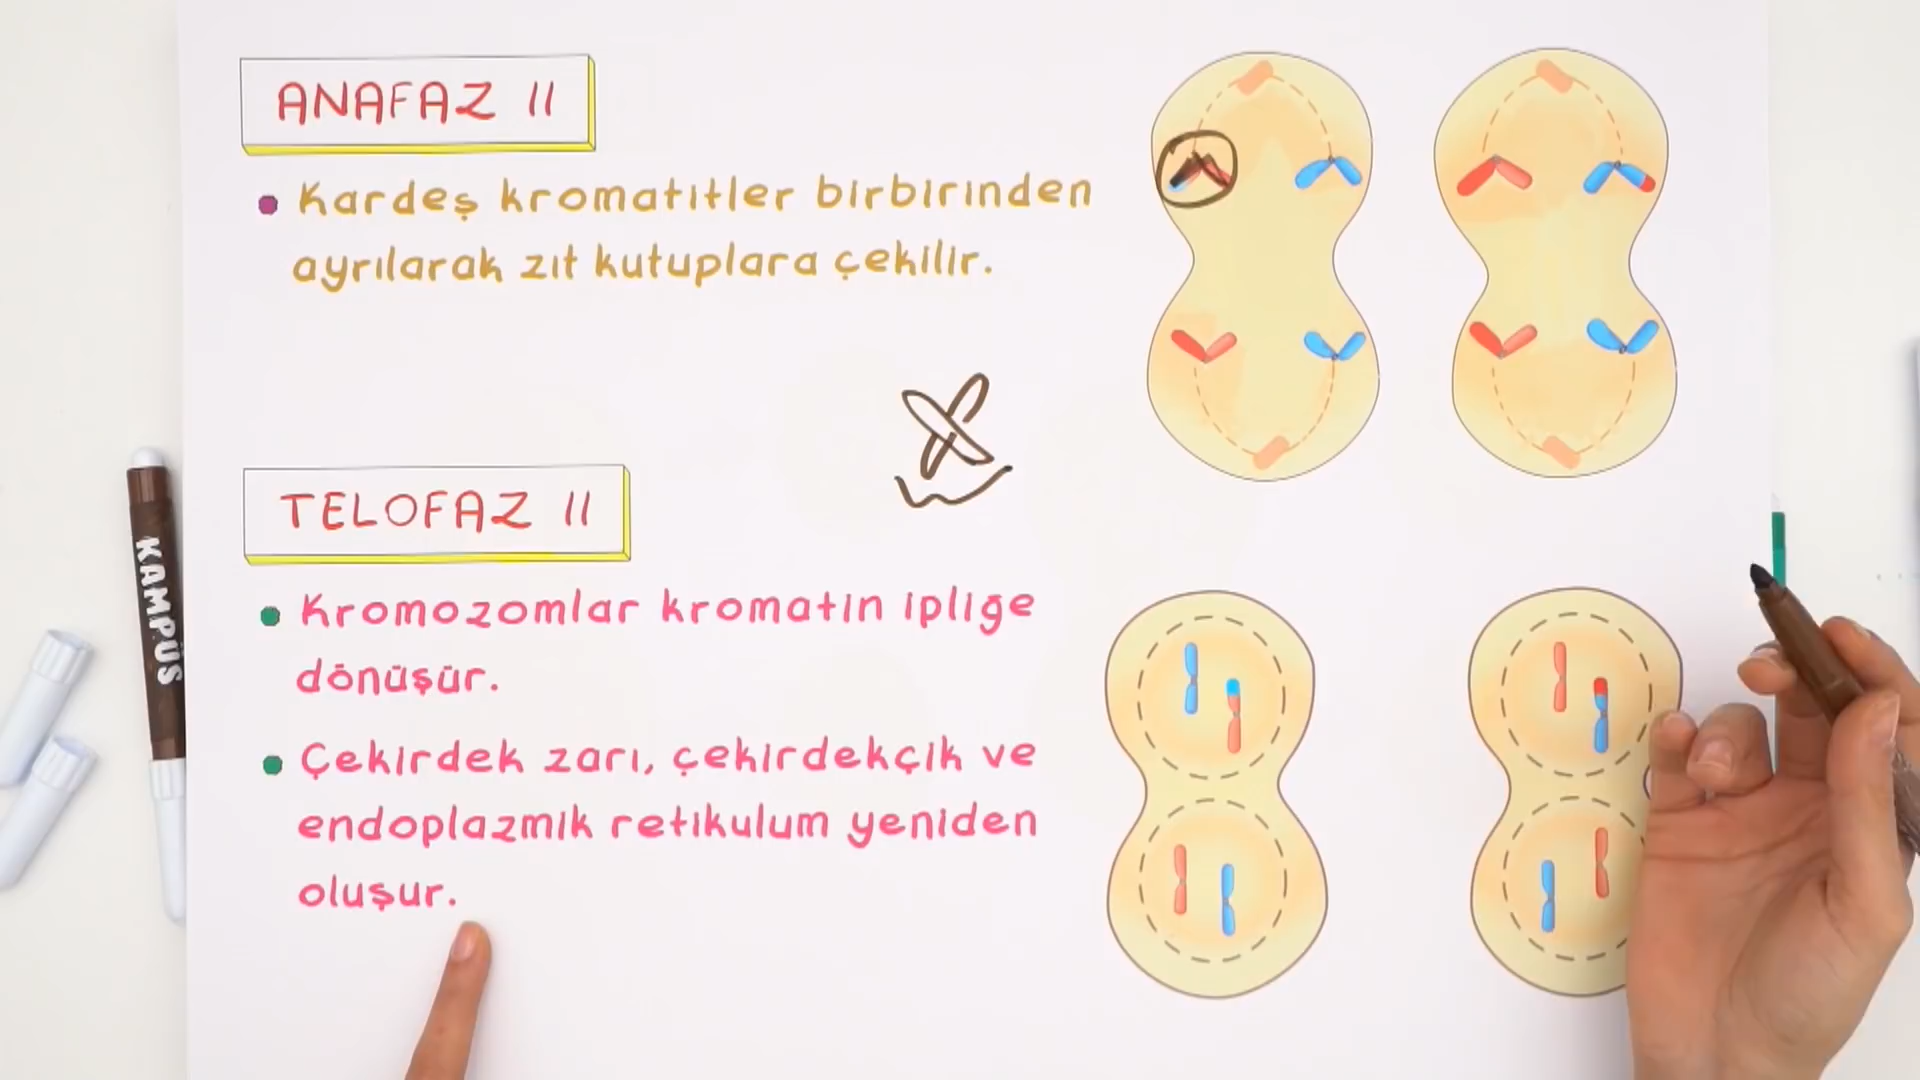 ANAFAZ II
Kardeş kromatitler birbirinden
ayrılarak zıt kutuplara çekilir.
TELOFAZ II
Kromozomlar kromatin ipliğe
dönüşür.
Çekirdek zarı, çekirdekçik ve
endoplazmik retikulum yeniden
oluşur.
KAMPÜS